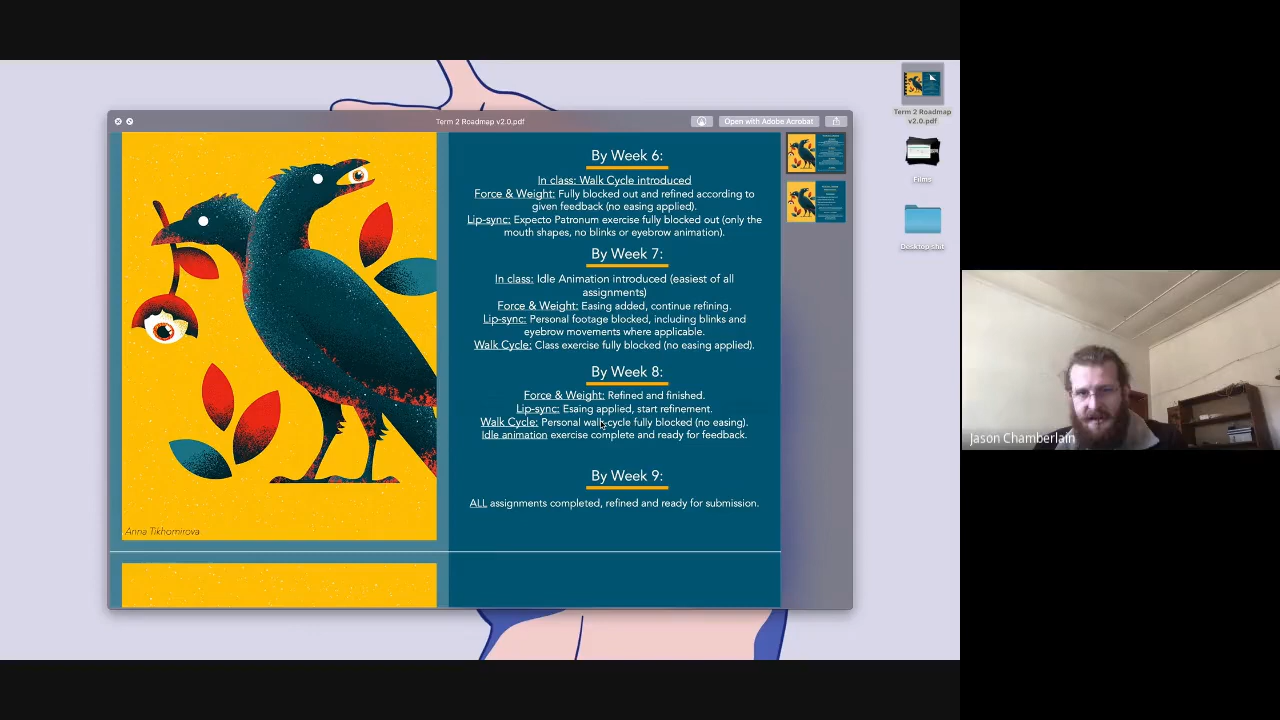 Term 2 Roadmap v2.0.pdf
Open with Adobe Acrobat
By Week 6:
In class: Walk Cycle introduced
Force & Weight: Fully blocked out and refined according to
given feedback (no easing applied).
Lip-sync: Expecto Patronum exercise fully blocked out (only the
mouth shapes, no blinks or eyebrow animation).
By Week 7:
In class: Idle Animation introduced (easiest of all
assignments)
Force & Weight: Easing added, continue refining.
Lip-sync: Personal footage blocked, including blinks and
eyebrow movements where applicable.
Walk Cycle: Class exercise fully blocked (no easing applied).
By Week 8:
Force & Weight: Refined and finished.
Lip-sync: Esaing applied, start refinement.
Walk Cycle: Personal walk cycle fully blocked (no easing).
Idle animation exercise complete and ready for feedback.
By Week 9:
ALL assignments completed, refined and ready for submission.
Anna Tikhomirova
Term 2 Roadmap
v2.0.pdf
Films
Desktop shit
Jason Chamberlain